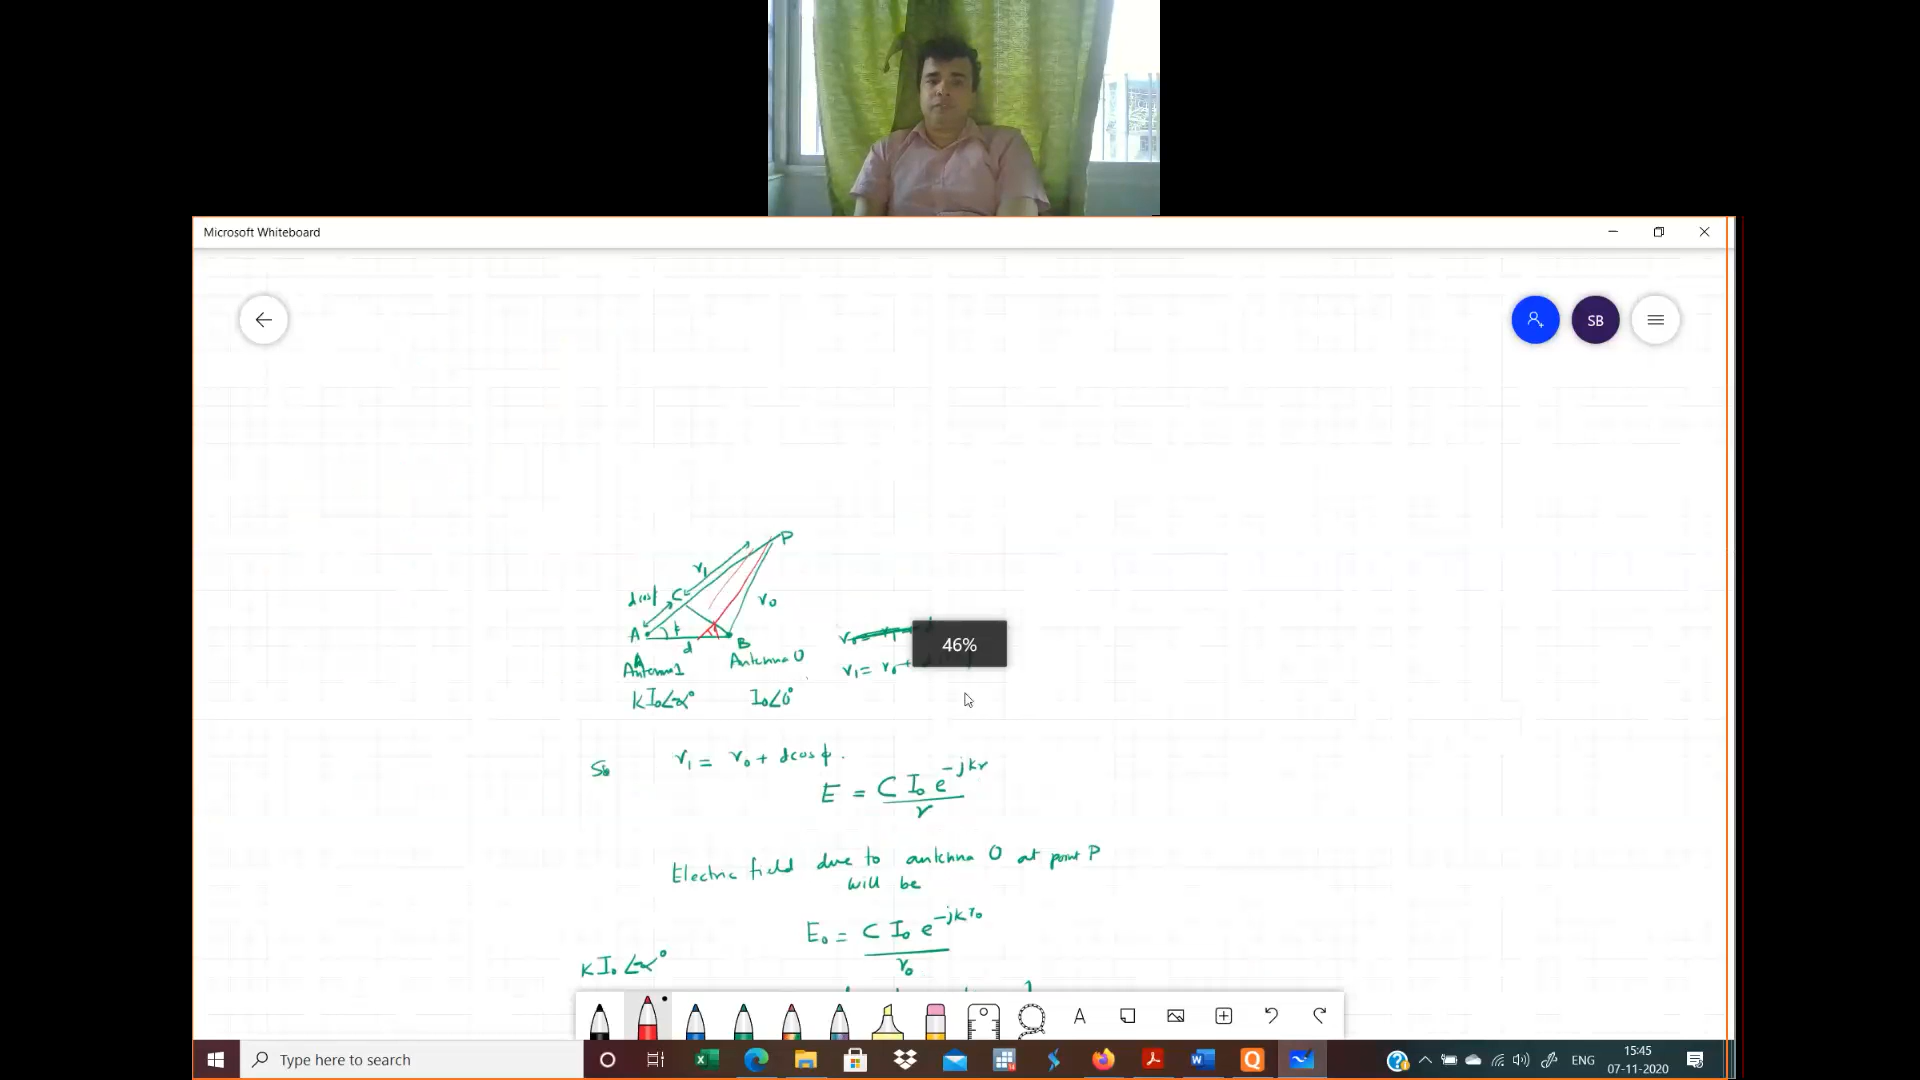 Microsoft Whiteboard
SB
P
r₁
dcosϕ
C
r₀
A
ϕ
d
B
Antenna 1
Antenna 0
kI₀∠α°
I₀∠0°
46%
r₁ = r₀ +
So r₁ = r₀ + dcosϕ.
E = C I₀ e^{-jkr} / r
Electric field due to antenna 0 at point P
will be
E₀ = C I₀ e^{-jkr₀} / r₀
kI₀∠α°
A
Type here to search
ENG
15:45
07-11-2020